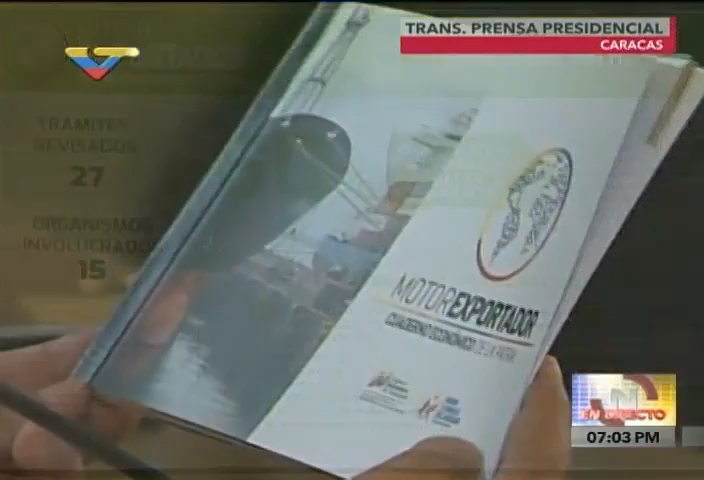 TRANS. PRENSA PRESIDENCIAL
CARACAS
TRÁMITES
REVISADOS
27
ORGANISMOS
INVOLUCRADOS
15
MOTOREXPORTADOR
CUADERNO ECONÓMICO DE LA PATRIA
N
EN DIRECTO
07:03 PM